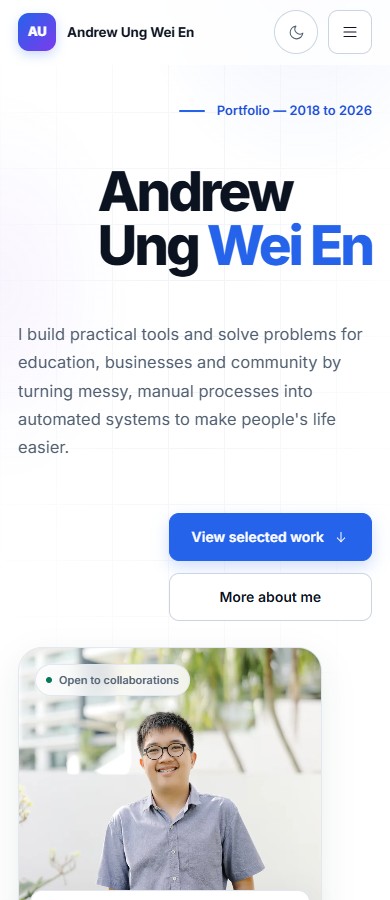 AU Andrew Ung Wei En
Portfolio — 2018 to 2026
Andrew
Ung Wei En
I build practical tools and solve problems for
education, businesses and community by
turning messy, manual processes into
automated systems to make people's life
easier.
View selected work ↓
More about me
Open to collaborations